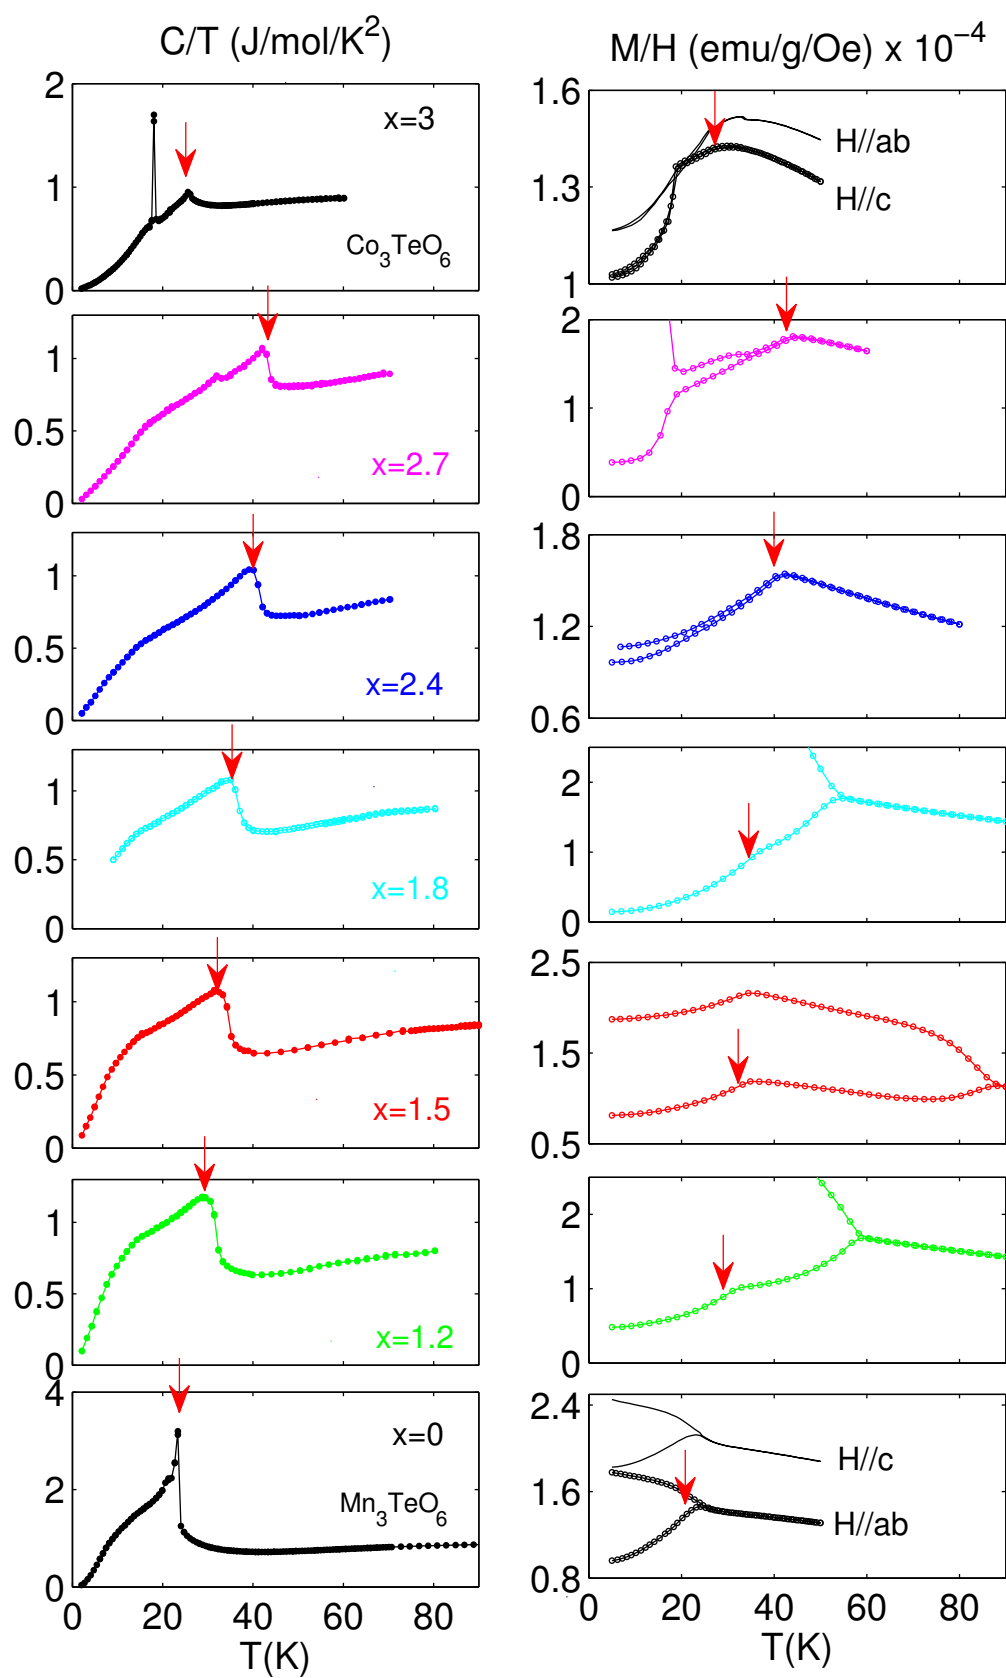 C/T (J/mol/K²)
M/H (emu/g/Oe) x 10⁻⁴
2
1
0
x=3
Co₃TeO₆
1.6
1.3
1
H//ab
H//c
1
0.5
0
x=2.7
2
1
0
1
0.5
0
x=2.4
1.8
1.2
0.6
1
0.5
0
x=1.8
2
1
0
1
0.5
0
x=1.5
2.5
1.5
0.5
1
0.5
0
x=1.2
2
1
0
4
2
0
x=0
Mn₃TeO₆
2.4
1.6
0.8
H//c
H//ab
0 20 40 60 80
0 20 40 60 80
T(K)
T(K)